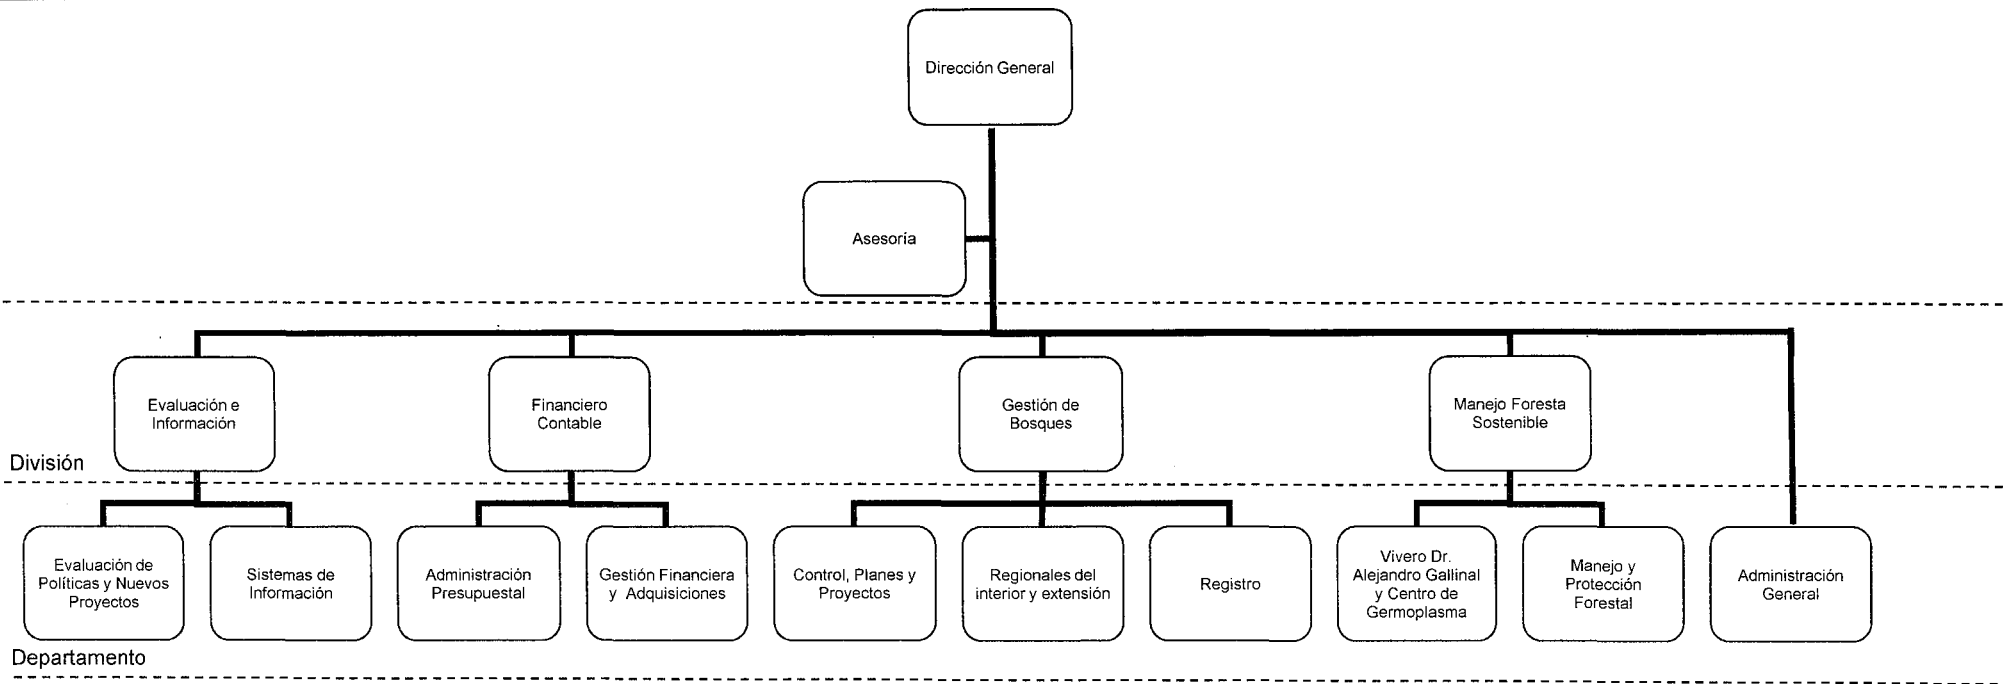 Dirección General
Asesoría
Evaluación e
Información
Financiero
Contable
Gestión de
Bosques
Manejo Foresta
Sostenible
División
Evaluación de
Políticas y Nuevos
Proyectos
Sistemas de
Información
Administración
Presupuestal
Gestión Financiera
y Adquisiciones
Control, Planes y
Proyectos
Regionales del
interior y extensión
Registro
Vivero Dr.
Alejandro Gallinal
y Centro de
Germoplasma
Manejo y
Protección
Forestal
Administración
General
Departamento